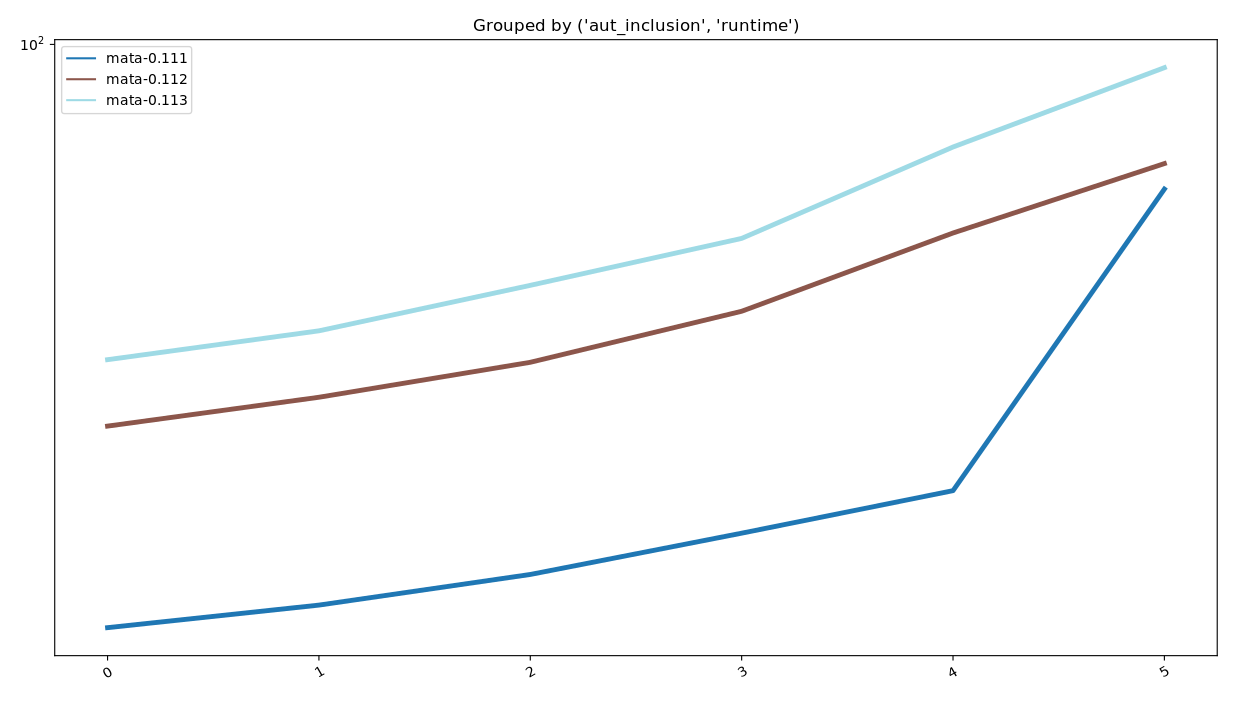 Grouped by ('aut_inclusion', 'runtime')
10²
mata-0.111
mata-0.112
mata-0.113
0 1 2 3 4 5